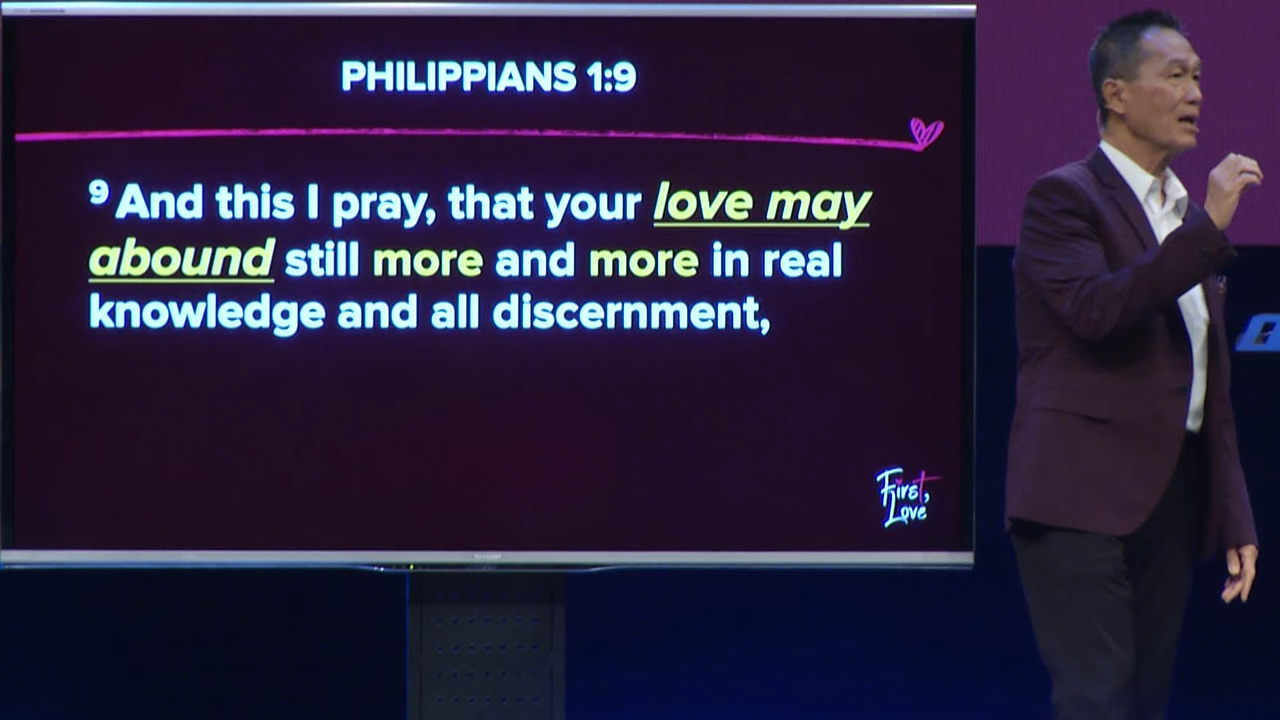 PHILIPPIANS 1:9
9 And this I pray, that your love may
abound still more and more in real
knowledge and all discernment,
First,
Love